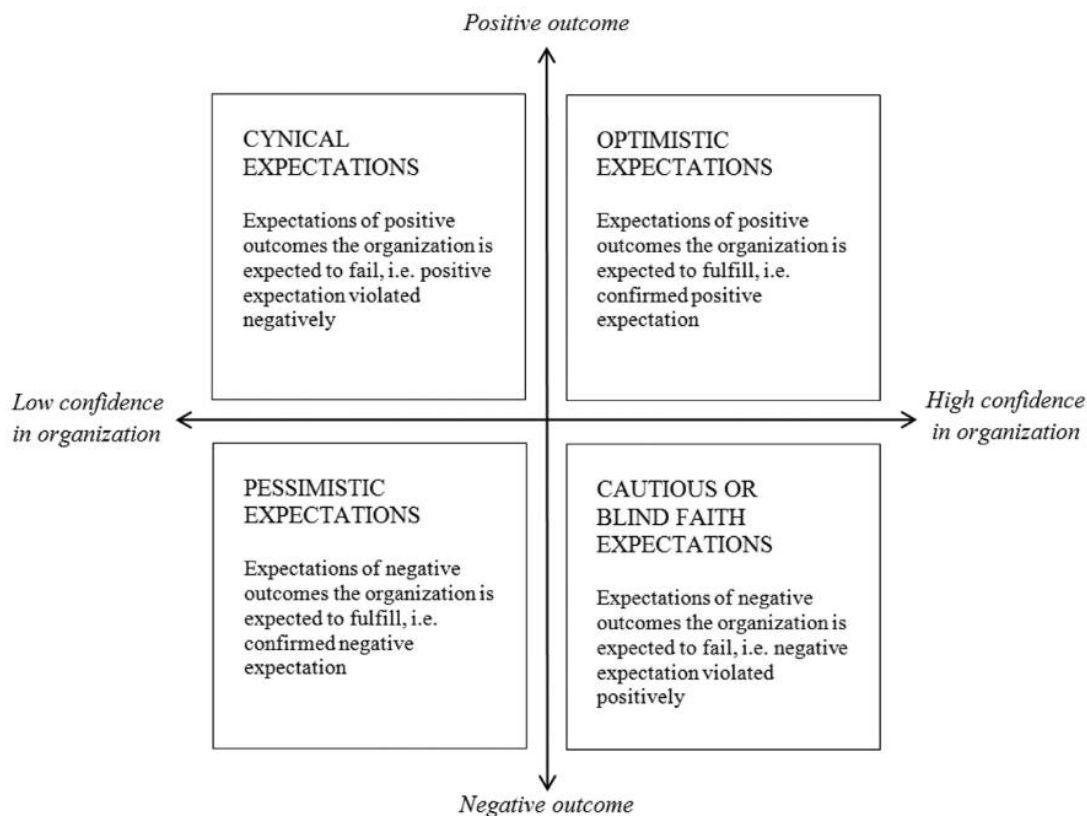 Positive outcome
CYNICAL
EXPECTATIONS
Expectations of positive
outcomes the organization is
expected to fail, i.e. positive
expectation violated
negatively
OPTIMISTIC
EXPECTATIONS
Expectations of positive
outcomes the organization is
expected to fulfill, i.e.
confirmed positive
expectation
Low confidence
in organization
High confidence
in organization
PESSIMISTIC
EXPECTATIONS
Expectations of negative
outcomes the organization is
expected to fulfill, i.e.
confirmed negative
expectation
CAUTIOUS OR
BLIND FAITH
EXPECTATIONS
Expectations of negative
outcomes the organization is
expected to fail, i.e. negative
expectation violated
positively
Negative outcome